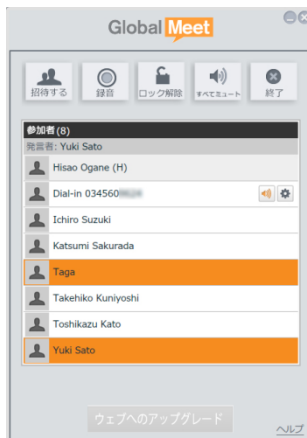 Global Meet
招待する 録音 ロック解除 すべてミュート 終了
参加者 (8)
発言者: Yuki Sato
Hisao Ogane (H)
Dial-in 034560
Ichiro Suzuki
Katsumi Sakurada
Taga
Takehiko Kuniyoshi
Toshikazu Kato
Yuki Sato
ウェブへのアップグレード
ヘルプ